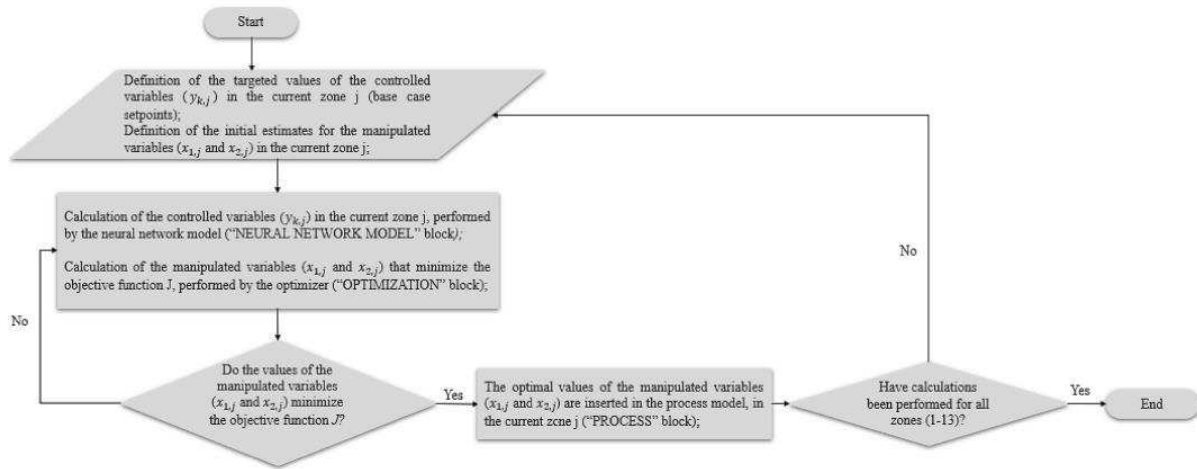 Start
Definition of the targeted values of the controlled
variables (yₖ,ⱼ) in the current zone j (base case
setpoints);
Definition of the initial estimates for the manipulated
variables (x₁,ⱼ and x₂,ⱼ) in the current zone j;
Calculation of the controlled variables (yₖ,ⱼ) in the current zone j, performed
by the neural network model (“NEURAL NETWORK MODEL” block);
Calculation of the manipulated variables (x₁,ⱼ and x₂,ⱼ) that minimize the
objective function J, performed by the optimizer (“OPTIMIZATION” block);
No
Do the values of the
manipulated variables
(x₁,ⱼ and x₂,ⱼ) minimize
the objective function J?
Yes
The optimal values of the manipulated variables
(x₁,ⱼ and x₂,ⱼ) are inserted in the process model, in
the current zone j (“PROCESS” block);
No
Have calculations
been performed for all
zones (1-13)?
Yes
End